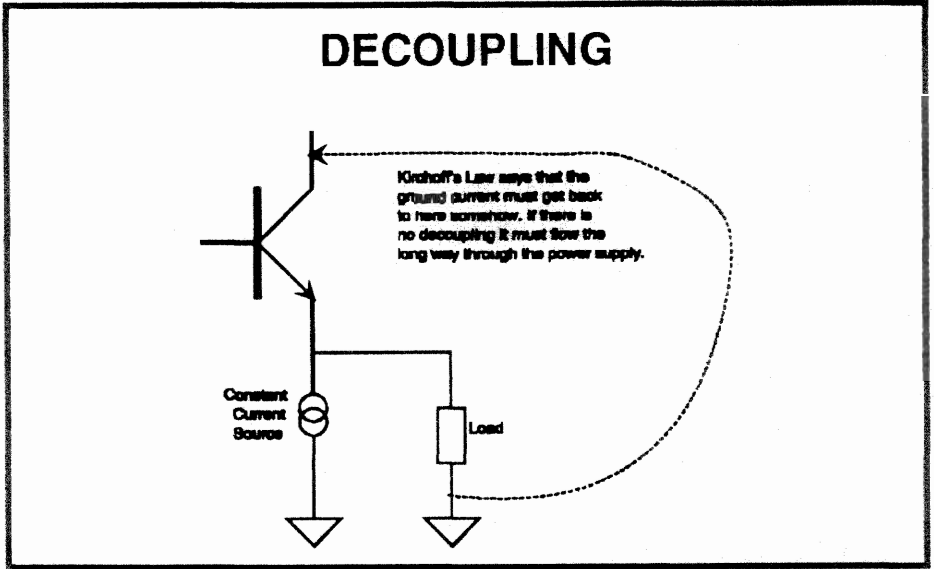 DECOUPLING
Kirchoff's Law says that the
ground current must get back
to here somehow. If there is
no decoupling it must flow the
long way through the power supply.
Constant
Current
Source
Load